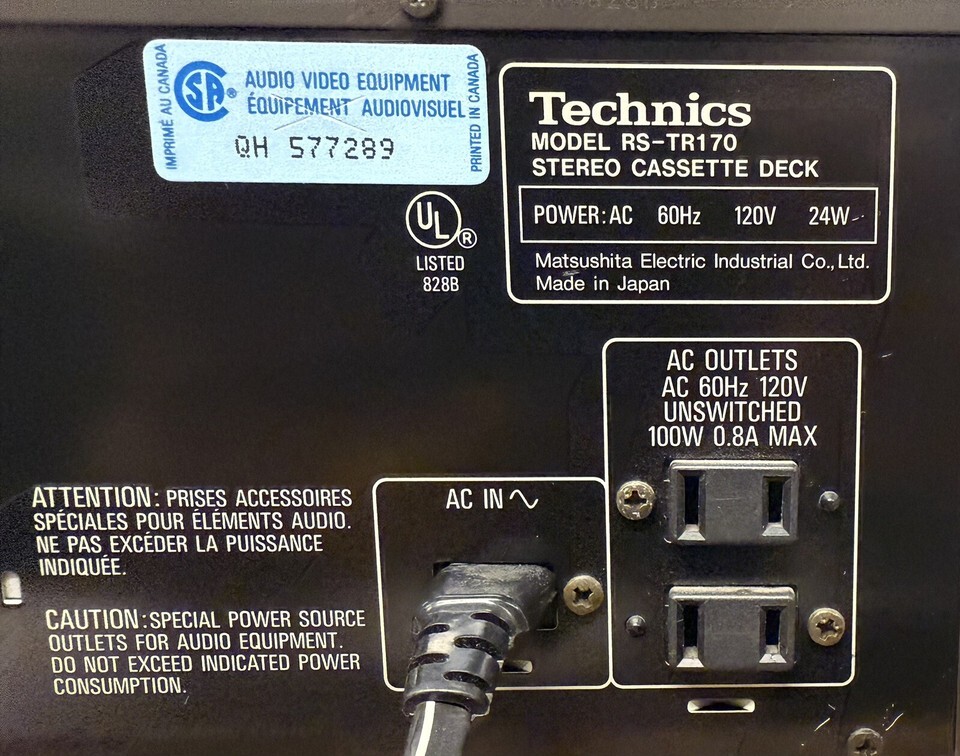 IMPRIMÉ AU CANADA
CSA®
AUDIO VIDEO EQUIPMENT
ÉQUIPEMENT AUDIOVISUEL
QH 577289
PRINTED IN CANADA
UL®
LISTED
828B
Technics
MODEL RS-TR170
STEREO CASSETTE DECK
POWER: AC 60Hz 120V 24W
Matsushita Electric Industrial Co., Ltd.
Made in Japan
AC OUTLETS
AC 60Hz 120V
UNSWITCHED
100W 0.8A MAX
AC IN ∿
ATTENTION: PRISES ACCESSOIRES
SPÉCIALES POUR ÉLÉMENTS AUDIO.
NE PAS EXCÉDER LA PUISSANCE
INDIQUÉE.
CAUTION: SPECIAL POWER SOURCE
OUTLETS FOR AUDIO EQUIPMENT.
DO NOT EXCEED INDICATED POWER
CONSUMPTION.